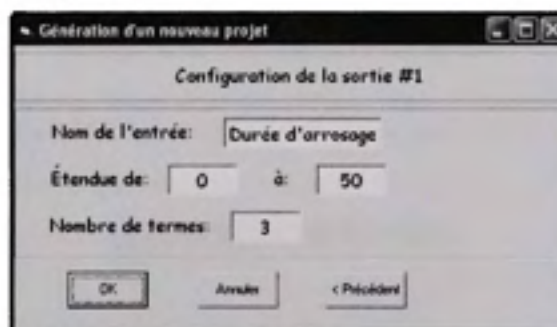 Génération d'un nouveau projet
Configuration de la sortie #1
Nom de l'entrée: Durée d'arrosage
Étendue de: 0 à: 50
Nombre de termes: 3
OK Annuler < Précédent